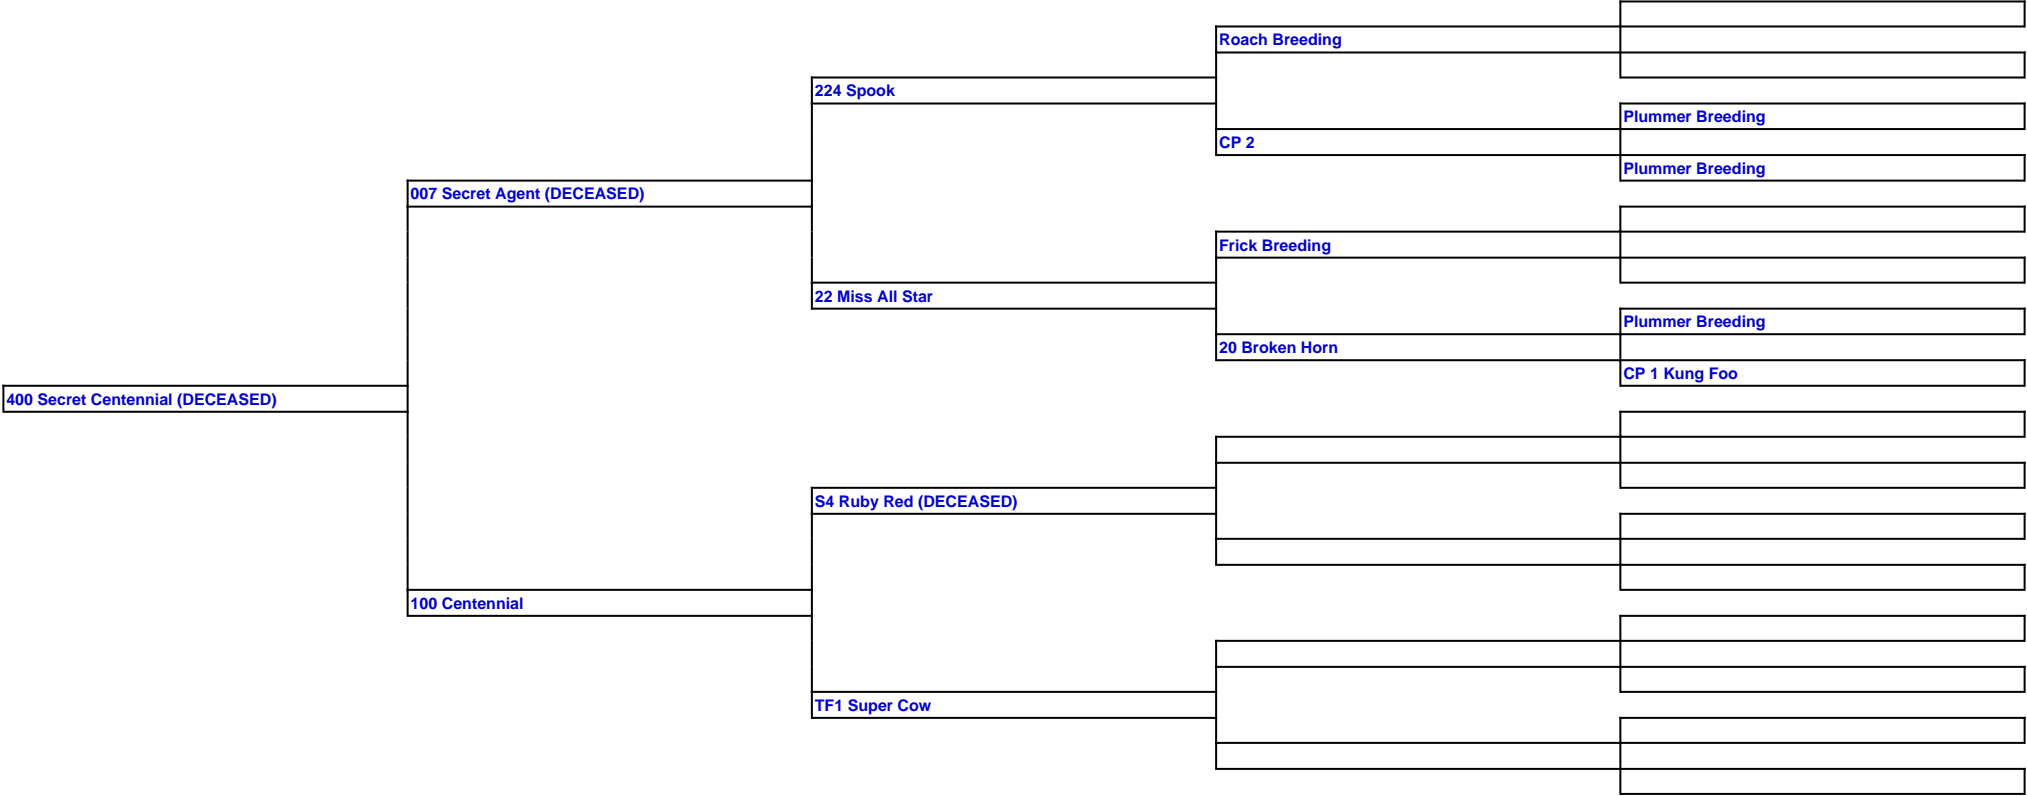 Roach Breeding
224 Spook
Plummer Breeding
CP 2
Plummer Breeding
007 Secret Agent (DECEASED)
Frick Breeding
22 Miss All Star
Plummer Breeding
20 Broken Horn
CP 1 Kung Foo
400 Secret Centennial (DECEASED)
S4 Ruby Red (DECEASED)
100 Centennial
TF1 Super Cow